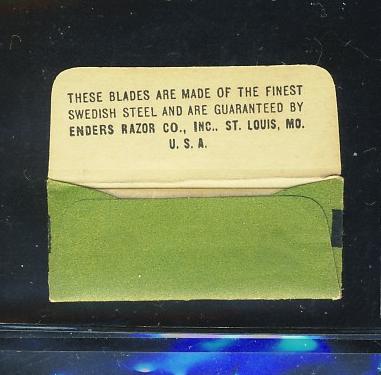 THESE BLADES ARE MADE OF THE FINEST
SWEDISH STEEL AND ARE GUARANTEED BY
ENDERS RAZOR CO., INC.. ST. LOUIS, MO.
U. S. A.